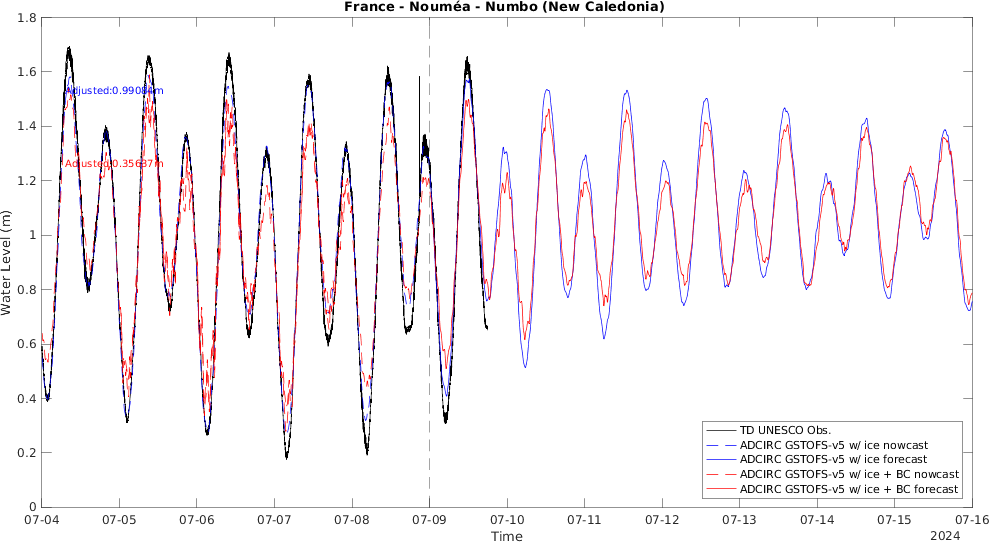 France - Nouméa - Numbo (New Caledonia)
1.8
1.6
1.4
1.2
1
0.8
0.6
0.4
0.2
0
Water Level (m)
Adjusted:0.99084m
Adjusted:0.35637m
TD UNESCO Obs.
ADCIRC GSTOFS-v5 w/ ice nowcast
ADCIRC GSTOFS-v5 w/ ice forecast
ADCIRC GSTOFS-v5 w/ ice + BC nowcast
ADCIRC GSTOFS-v5 w/ ice + BC forecast
07-04 07-05 07-06 07-07 07-08 07-09 07-10 07-11 07-12 07-13 07-14 07-15 07-16
Time
2024